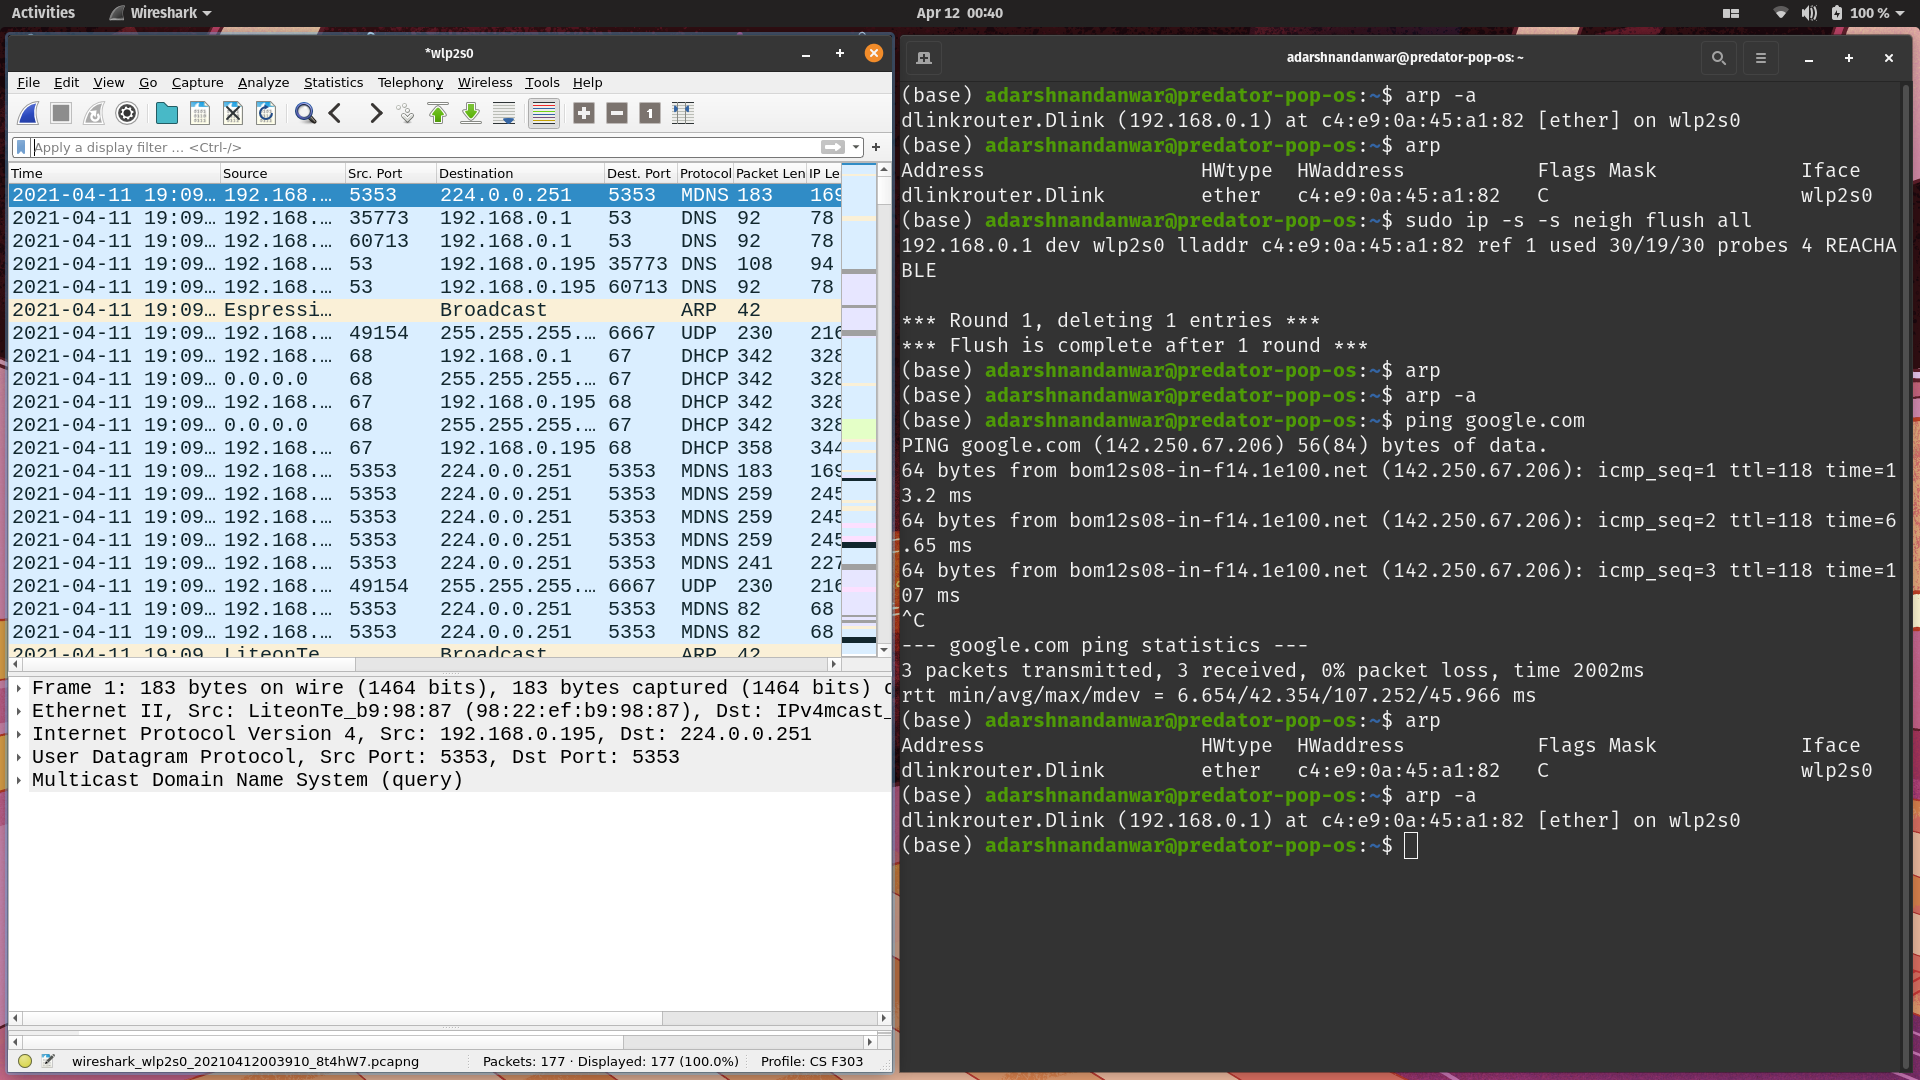 Activities
Wireshark
Apr 12 00:40
100 %
*wlp2s0
File Edit View Go Capture Analyze Statistics Telephony Wireless Tools Help
Apply a display filter … <Ctrl-/>
Time Source Src. Port Destination Dest. Port Protocol Packet Len IP Le
2021-04-11 19:09… 192.168.… 5353 224.0.0.251 5353 MDNS 183 169
2021-04-11 19:09… 192.168.… 35773 192.168.0.1 53 DNS 92 78
2021-04-11 19:09… 192.168.… 60713 192.168.0.1 53 DNS 92 78
2021-04-11 19:09… 192.168.… 53 192.168.0.195 35773 DNS 108 94
2021-04-11 19:09… 192.168.… 53 192.168.0.195 60713 DNS 92 78
2021-04-11 19:09… Espressi… Broadcast ARP 42
2021-04-11 19:09… 192.168.… 49154 255.255.255.… 6667 UDP 230 216
2021-04-11 19:09… 192.168.… 68 192.168.0.1 67 DHCP 342 328
2021-04-11 19:09… 0.0.0.0 68 255.255.255.… 67 DHCP 342 328
2021-04-11 19:09… 192.168.… 67 192.168.0.195 68 DHCP 342 328
2021-04-11 19:09… 0.0.0.0 68 255.255.255.… 67 DHCP 342 328
2021-04-11 19:09… 192.168.… 67 192.168.0.195 68 DHCP 358 344
2021-04-11 19:09… 192.168.… 5353 224.0.0.251 5353 MDNS 183 169
2021-04-11 19:09… 192.168.… 5353 224.0.0.251 5353 MDNS 259 245
2021-04-11 19:09… 192.168.… 5353 224.0.0.251 5353 MDNS 259 245
2021-04-11 19:09… 192.168.… 5353 224.0.0.251 5353 MDNS 259 245
2021-04-11 19:09… 192.168.… 5353 224.0.0.251 5353 MDNS 241 227
2021-04-11 19:09… 192.168.… 49154 255.255.255.… 6667 UDP 230 216
2021-04-11 19:09… 192.168.… 5353 224.0.0.251 5353 MDNS 82 68
2021-04-11 19:09… 192.168.… 5353 224.0.0.251 5353 MDNS 82 68
2021-04-11 19:09… LiteonTe… Broadcast ARP 42
Frame 1: 183 bytes on wire (1464 bits), 183 bytes captured (1464 bits) o
Ethernet II, Src: LiteonTe_b9:98:87 (98:22:ef:b9:98:87), Dst: IPv4mcast_
Internet Protocol Version 4, Src: 192.168.0.195, Dst: 224.0.0.251
User Datagram Protocol, Src Port: 5353, Dst Port: 5353
Multicast Domain Name System (query)
wireshark_wlp2s0_20210412003910_8t4hW7.pcapng
Packets: 177 · Displayed: 177 (100.0%)
Profile: CS F303
adarshnandanwar@predator-pop-os: ~
(base) adarshnandanwar@predator-pop-os:~$ arp -a
dlinkrouter.Dlink (192.168.0.1) at c4:e9:0a:45:a1:82 [ether] on wlp2s0
(base) adarshnandanwar@predator-pop-os:~$ arp
Address HWtype HWaddress Flags Mask Iface
dlinkrouter.Dlink ether c4:e9:0a:45:a1:82 C wlp2s0
(base) adarshnandanwar@predator-pop-os:~$ sudo ip -s -s neigh flush all
192.168.0.1 dev wlp2s0 lladdr c4:e9:0a:45:a1:82 ref 1 used 30/19/30 probes 4 REACHA
BLE
*** Round 1, deleting 1 entries ***
*** Flush is complete after 1 round ***
(base) adarshnandanwar@predator-pop-os:~$ arp
(base) adarshnandanwar@predator-pop-os:~$ arp -a
(base) adarshnandanwar@predator-pop-os:~$ ping google.com
PING google.com (142.250.67.206) 56(84) bytes of data.
64 bytes from bom12s08-in-f14.1e100.net (142.250.67.206): icmp_seq=1 ttl=118 time=1
3.2 ms
64 bytes from bom12s08-in-f14.1e100.net (142.250.67.206): icmp_seq=2 ttl=118 time=6
.65 ms
64 bytes from bom12s08-in-f14.1e100.net (142.250.67.206): icmp_seq=3 ttl=118 time=1
07 ms
^C
--- google.com ping statistics ---
3 packets transmitted, 3 received, 0% packet loss, time 2002ms
rtt min/avg/max/mdev = 6.654/42.354/107.252/45.966 ms
(base) adarshnandanwar@predator-pop-os:~$ arp
Address HWtype HWaddress Flags Mask Iface
dlinkrouter.Dlink ether c4:e9:0a:45:a1:82 C wlp2s0
(base) adarshnandanwar@predator-pop-os:~$ arp -a
dlinkrouter.Dlink (192.168.0.1) at c4:e9:0a:45:a1:82 [ether] on wlp2s0
(base) adarshnandanwar@predator-pop-os:~$